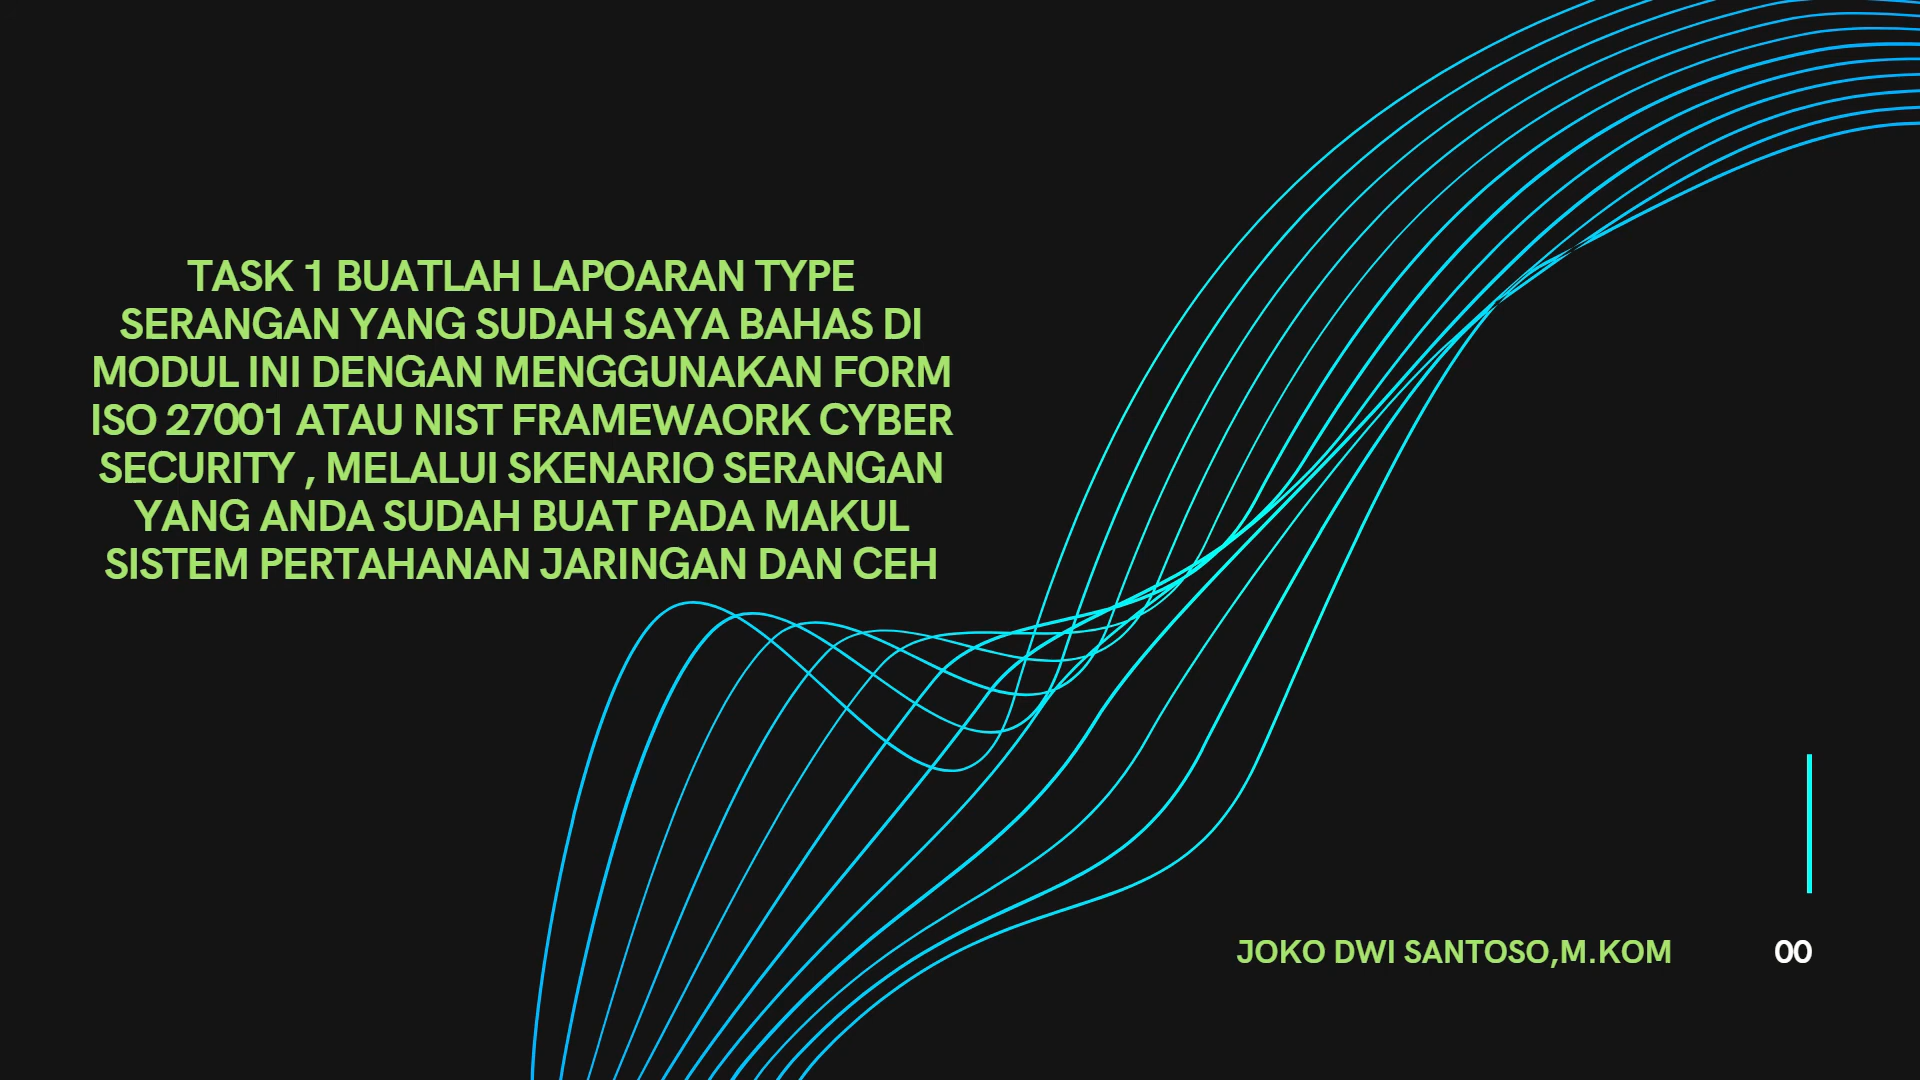 TASK 1 BUATLAH LAPOARAN TYPE
SERANGAN YANG SUDAH SAYA BAHAS DI
MODUL INI DENGAN MENGGUNAKAN FORM
ISO 27001 ATAU NIST FRAMEWAORK CYBER
SECURITY , MELALUI SKENARIO SERANGAN
YANG ANDA SUDAH BUAT PADA MAKUL
SISTEM PERTAHANAN JARINGAN DAN CEH
JOKO DWI SANTOSO,M.KOM
00